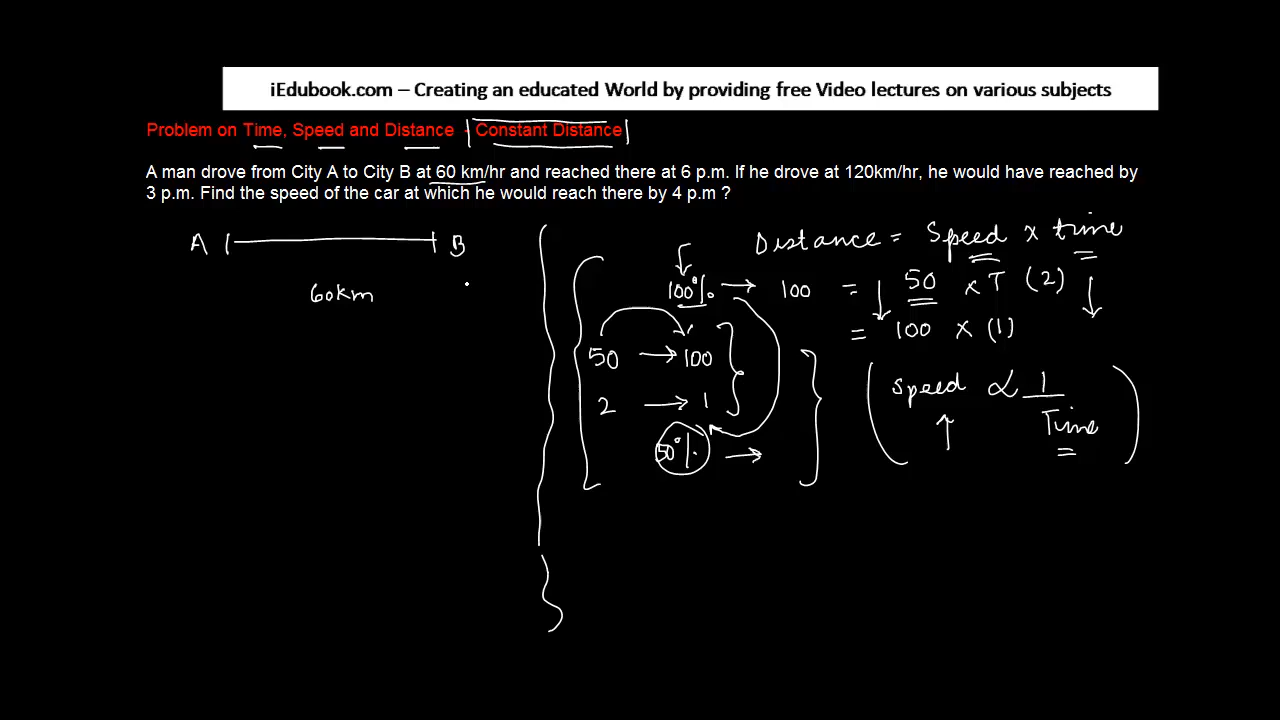 iEdubook.com – Creating an educated World by providing free Video lectures on various subjects
Problem on Time, Speed and Distance - Constant Distance
A man drove from City A to City B at 60 km/hr and reached there at 6 p.m. If he drove at 120km/hr, he would have reached by
3 p.m. Find the speed of the car at which he would reach there by 4 p.m ?
A B
60km
Distance = Speed x time
100% → 100 = ↓ 50 x T (2) ↓
= 100 x (1)
50 → 100
2 → 1
50% →
Speed ∝ 1
↑ Time